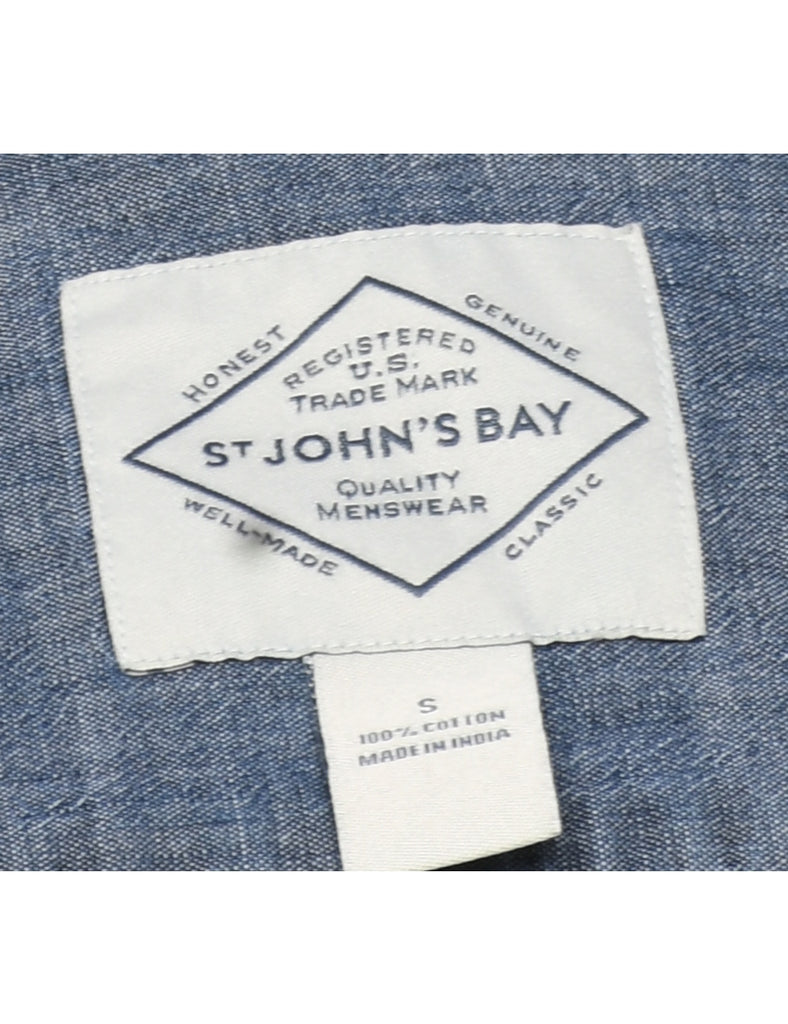 HONEST
GENUINE
REGISTERED
U.S.
TRADE MARK
ST JOHN'S BAY
QUALITY
MENSWEAR
WELL-MADE
CLASSIC
S
100% COTTON
MADE IN INDIA